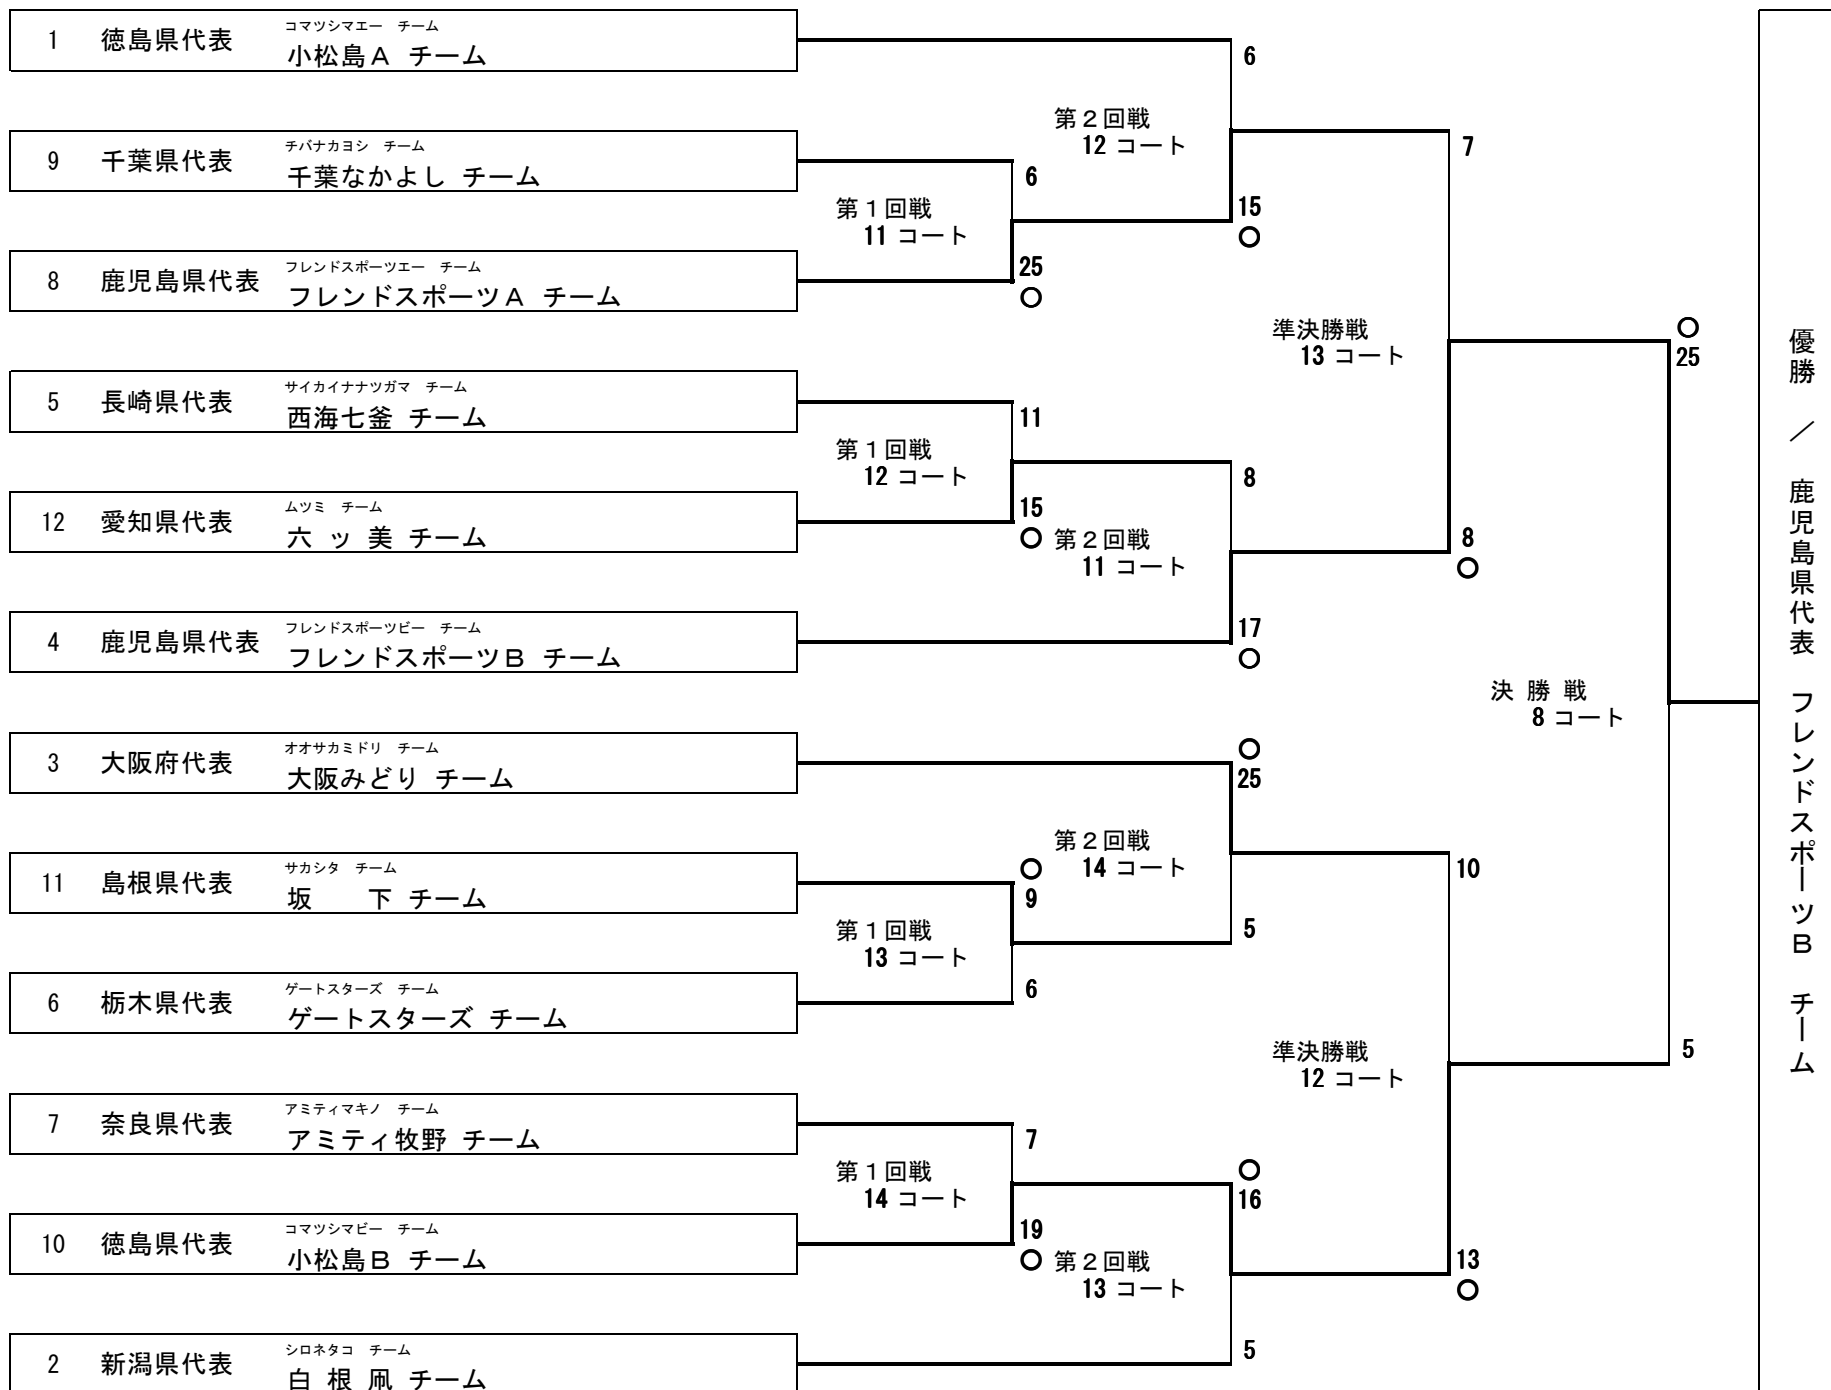 コマツシマエー　チーム
1 徳島県代表 小松島Ａ チーム
6
第２回戦
12 コート
7
チバナカヨシ　チーム
9 千葉県代表 千葉なかよし チーム
6
第１回戦
11 コート
15
○
フレンドスポーツエー　チーム
8 鹿児島県代表 フレンドスポーツＡ チーム
25
○
準決勝戦
13 コート
○
25
サイカイナナツガマ　チーム
5 長崎県代表 西海七釜 チーム
11
第１回戦
12 コート
8
ムツミ　チーム
12 愛知県代表 六 ッ 美 チーム
15
○
第２回戦
11 コート
8
○
フレンドスポーツビー　チーム
4 鹿児島県代表 フレンドスポーツＢ チーム
17
○
決 勝 戦
8 コート
オオサカミドリ　チーム
3 大阪府代表 大阪みどり チーム
○
25
第２回戦
14 コート
10
サカシタ　チーム
11 島根県代表 坂　　下 チーム
○
9
第１回戦
13 コート
5
ゲートスターズ　チーム
6 栃木県代表 ゲートスターズ チーム
6
準決勝戦
12 コート
5
アミティマキノ　チーム
7 奈良県代表 アミティ牧野 チーム
7
第１回戦
14 コート
○
16
コマツシマビー　チーム
10 徳島県代表 小松島Ｂ チーム
19
○
第２回戦
13 コート
13
○
シロネタコ　チーム
2 新潟県代表 白 根 凧 チーム
5
優勝　／　鹿児島県代表　フレンドスポーツＢ　チーム